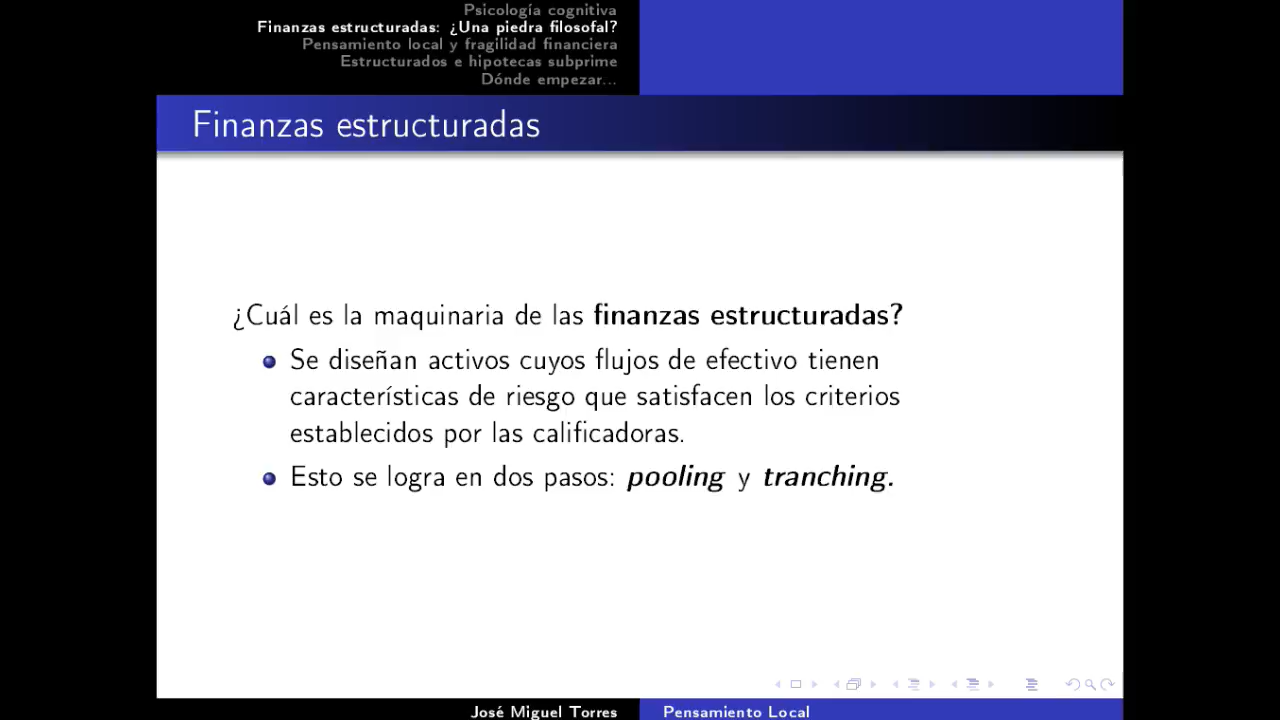 Psicología cognitiva
Finanzas estructuradas: ¿Una piedra filosofal?
Pensamiento local y fragilidad financiera
Estructurados e hipotecas subprime
Dónde empezar...
Finanzas estructuradas
¿Cuál es la maquinaria de las finanzas estructuradas?
Se diseñan activos cuyos flujos de efectivo tienen
características de riesgo que satisfacen los criterios
establecidos por las calificadoras.
Esto se logra en dos pasos: pooling y tranching.
José Miguel Torres
Pensamiento Local